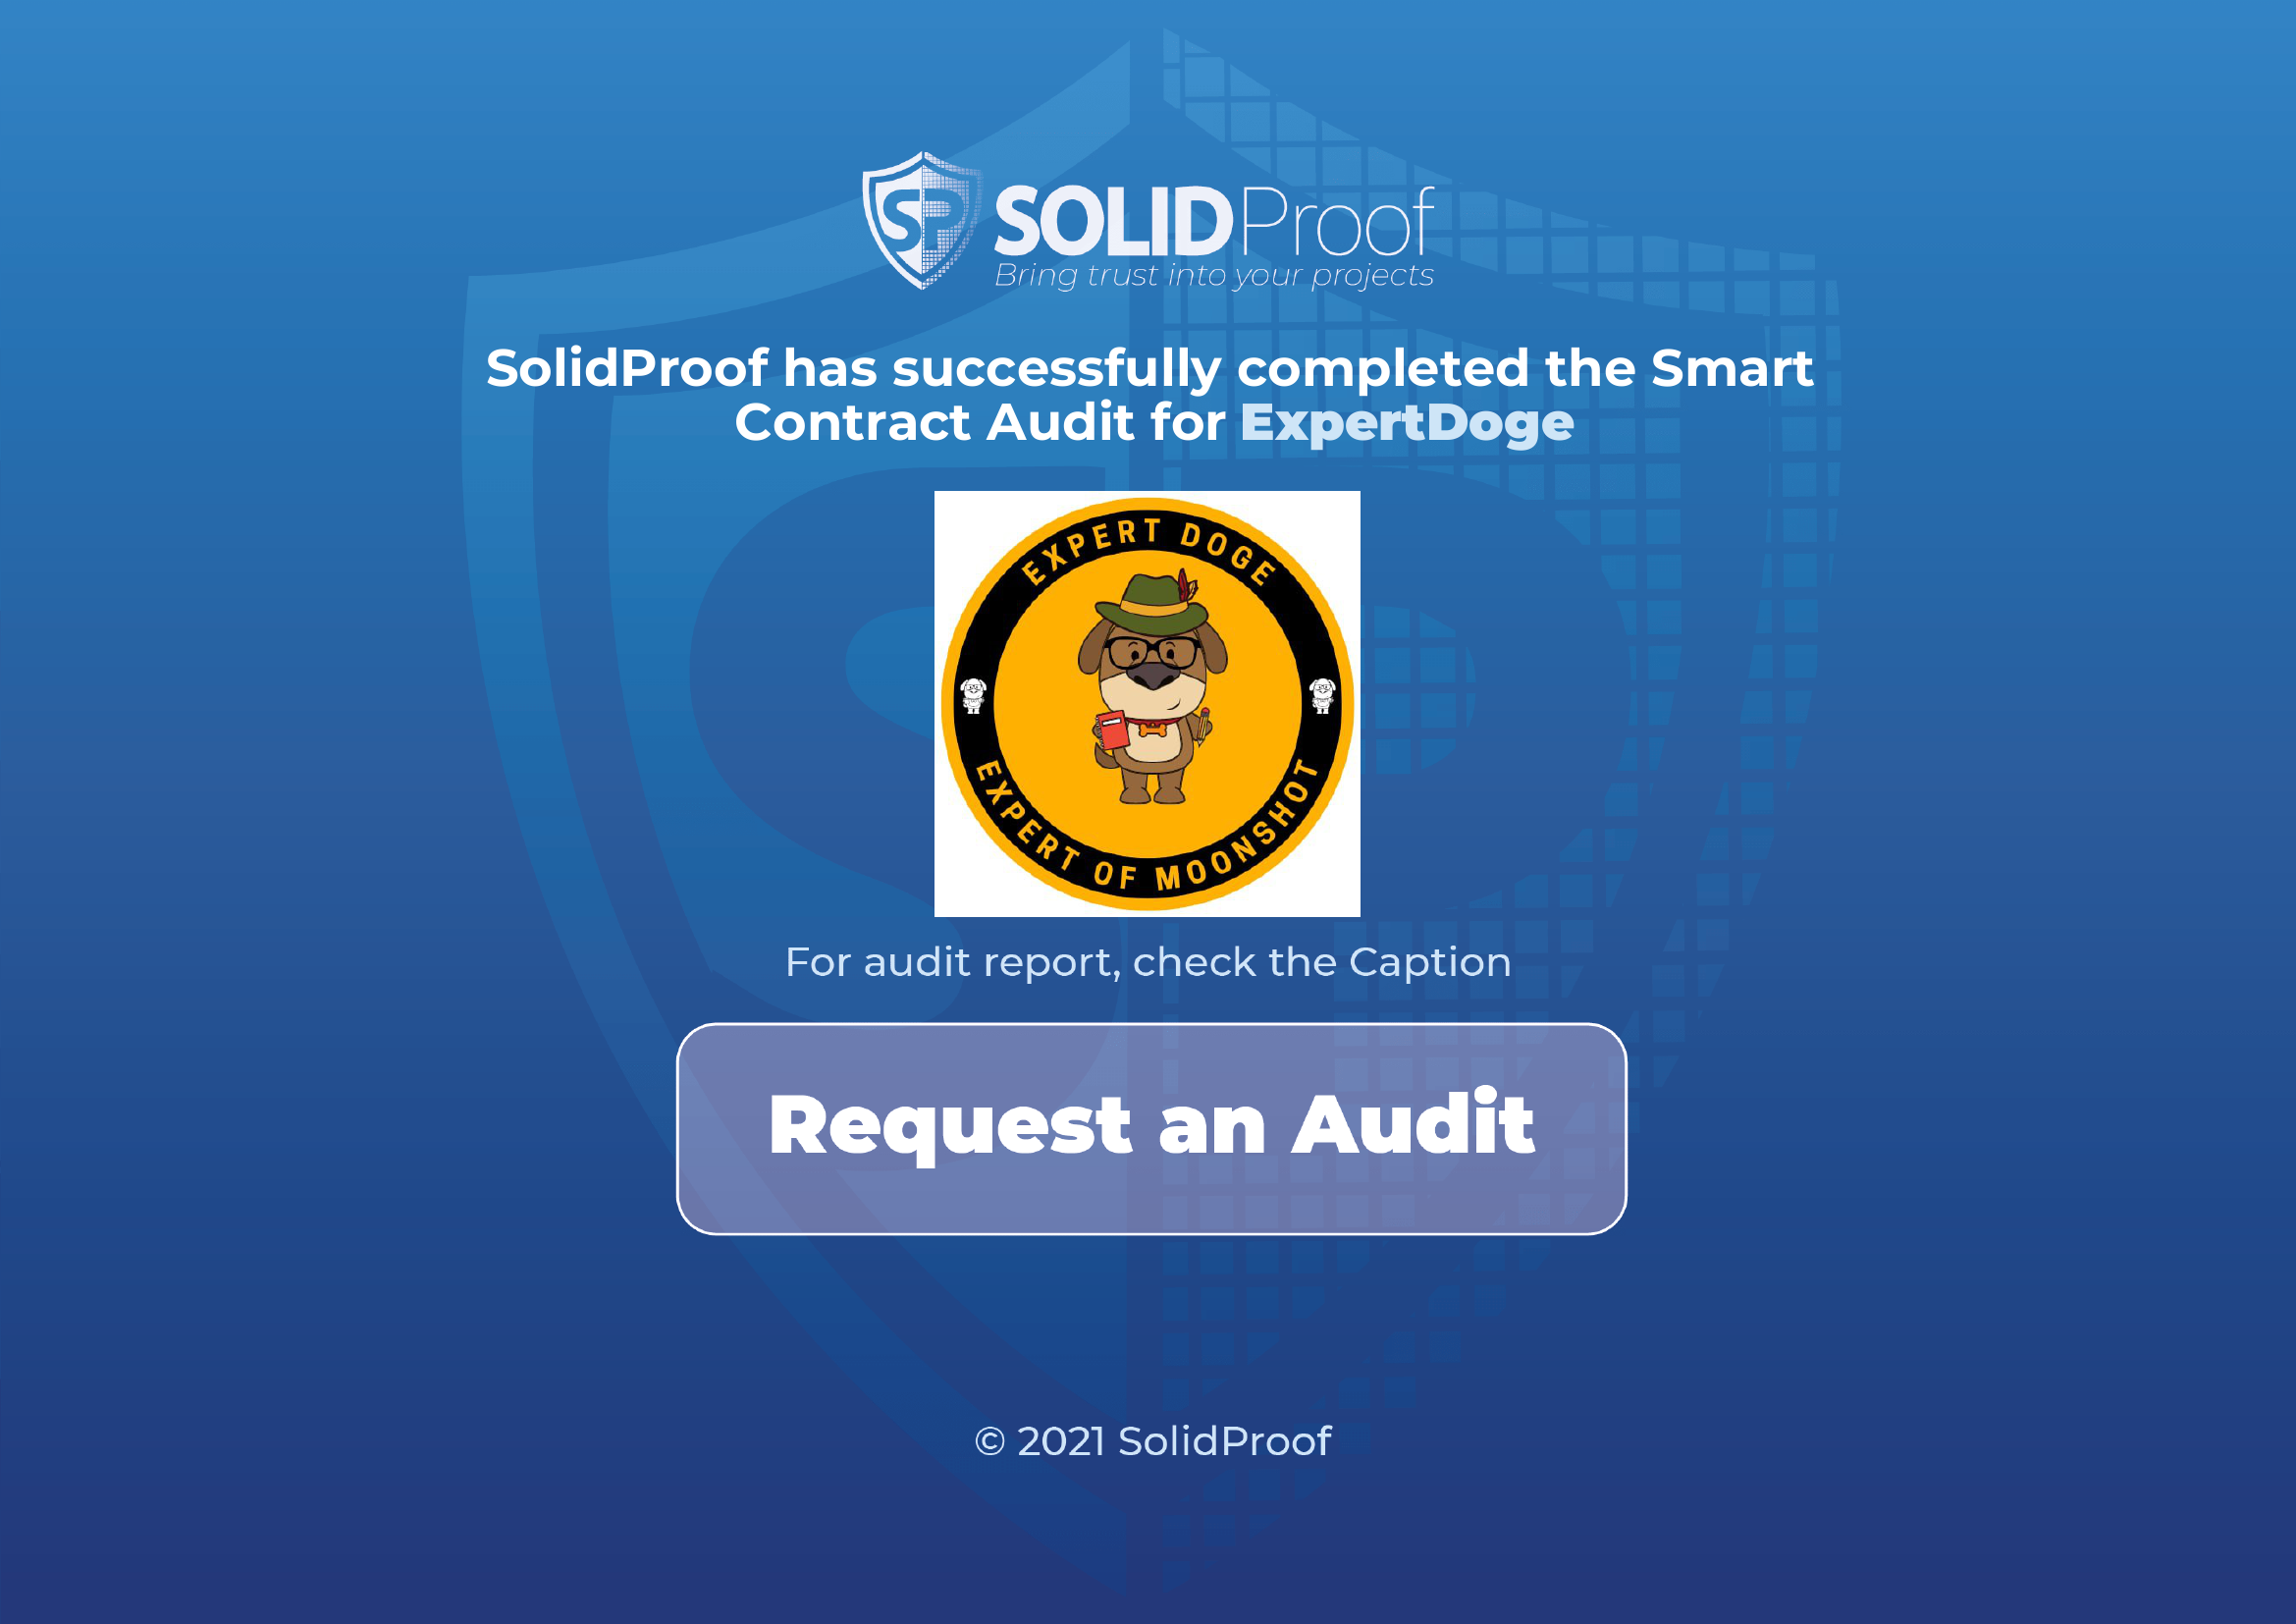 SP SOLIDProof
Bring trust into your projects
SolidProof has successfully completed the Smart
Contract Audit for ExpertDoge
EXPERT DOGE
EXPERT OF MOONSHOT
For audit report, check the Caption
Request an Audit
© 2021 SolidProof